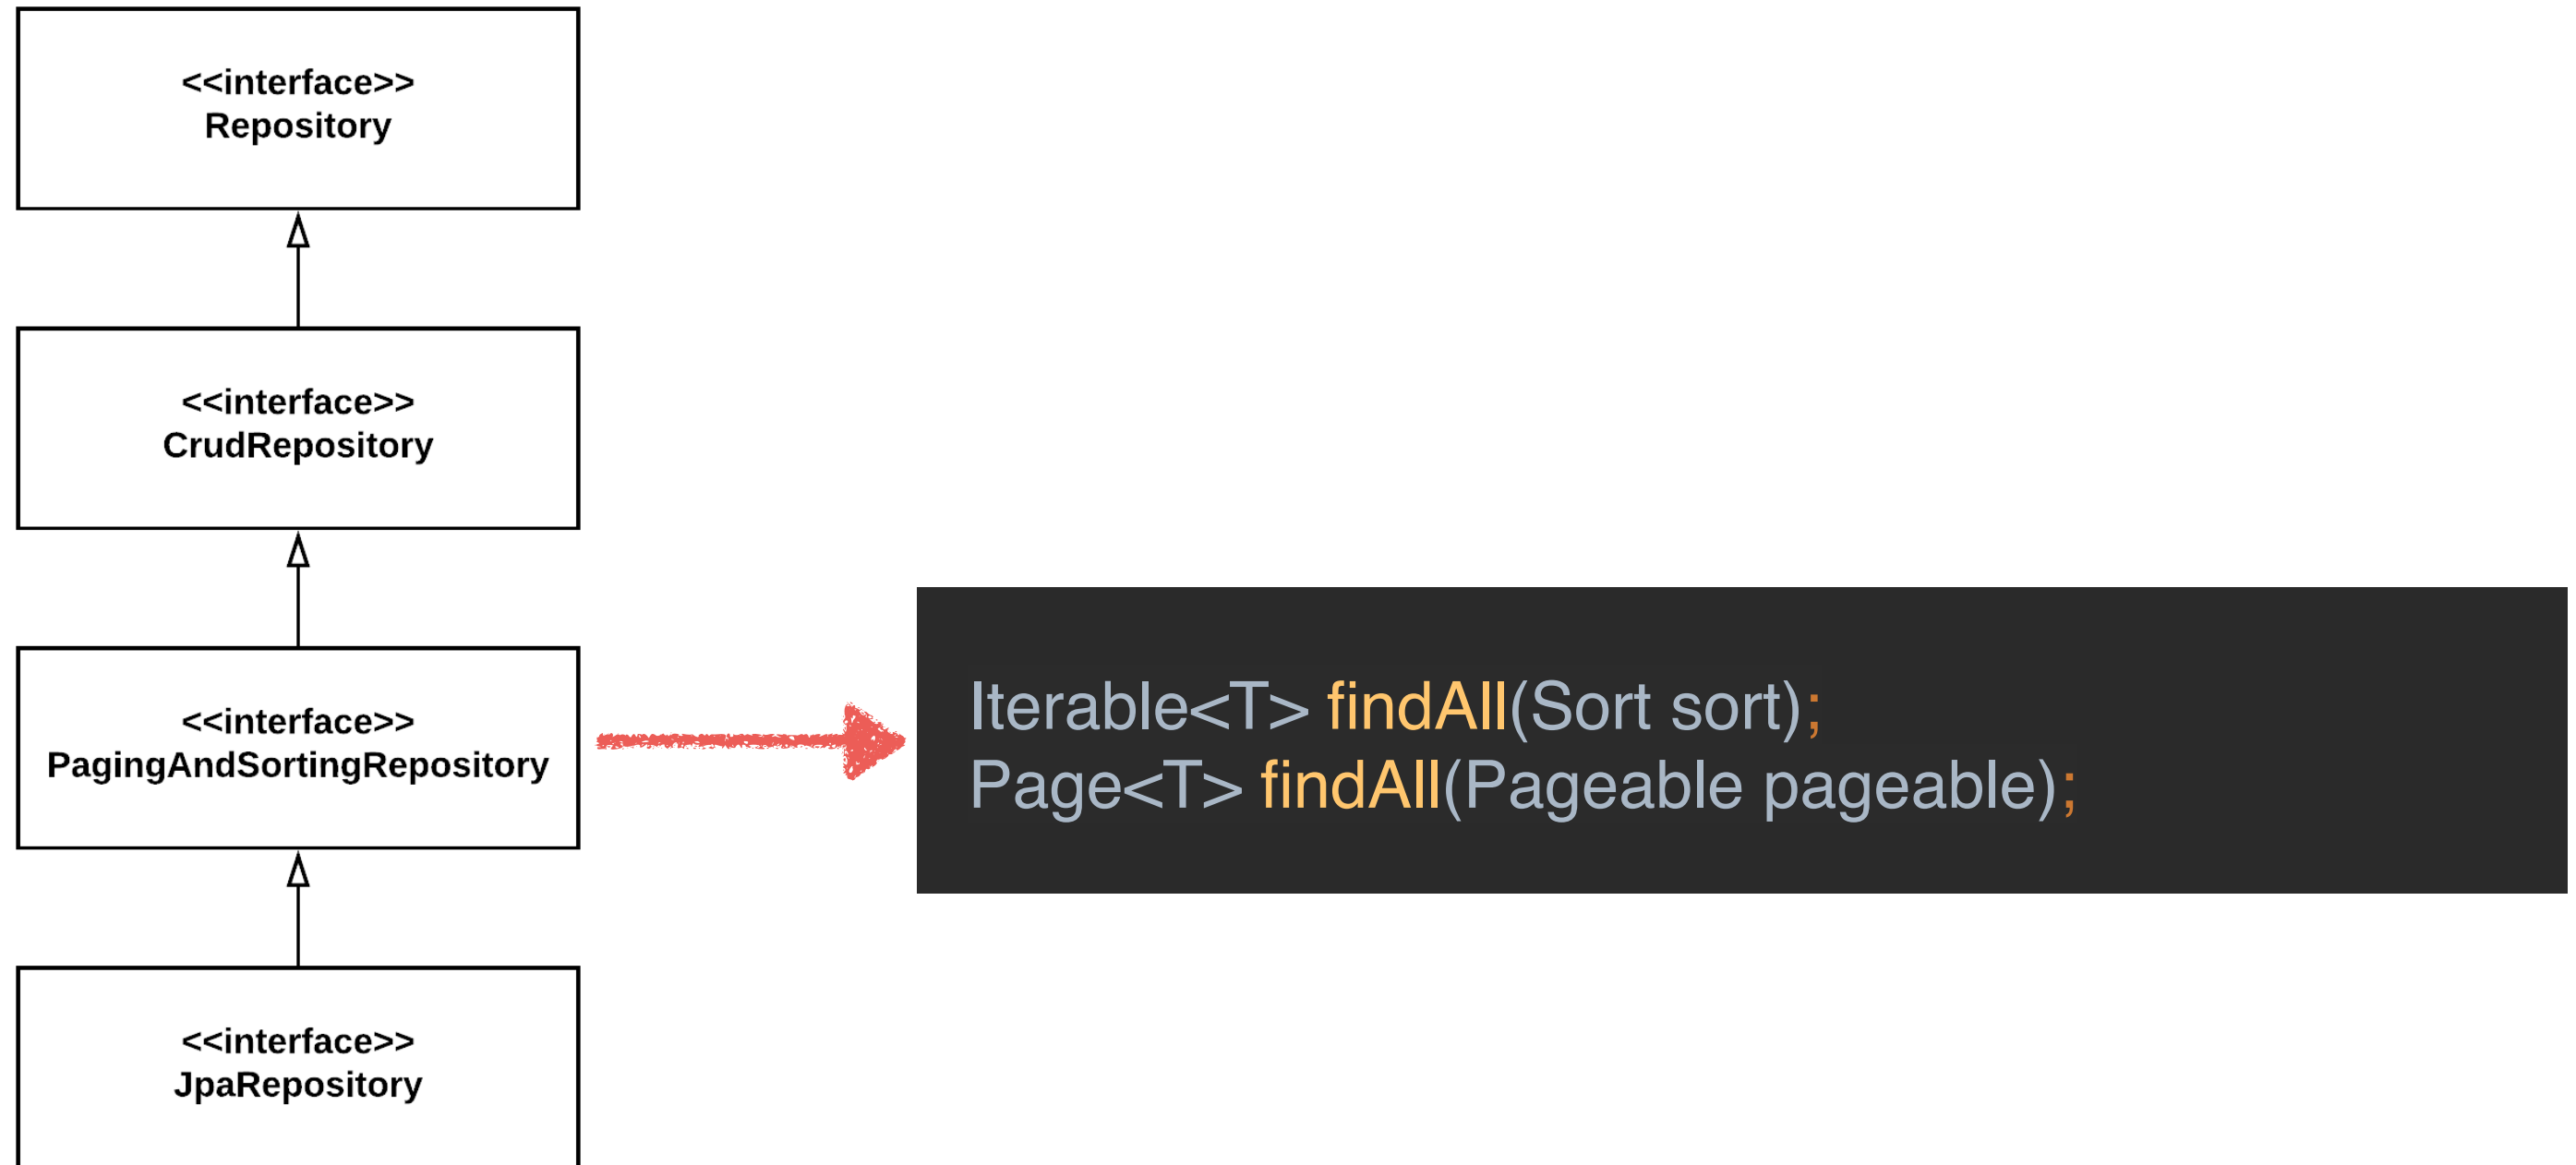 <<interface>>
Repository
<<interface>>
CrudRepository
<<interface>>
PagingAndSortingRepository
Iterable<T> findAll(Sort sort);
Page<T> findAll(Pageable pageable);
<<interface>>
JpaRepository